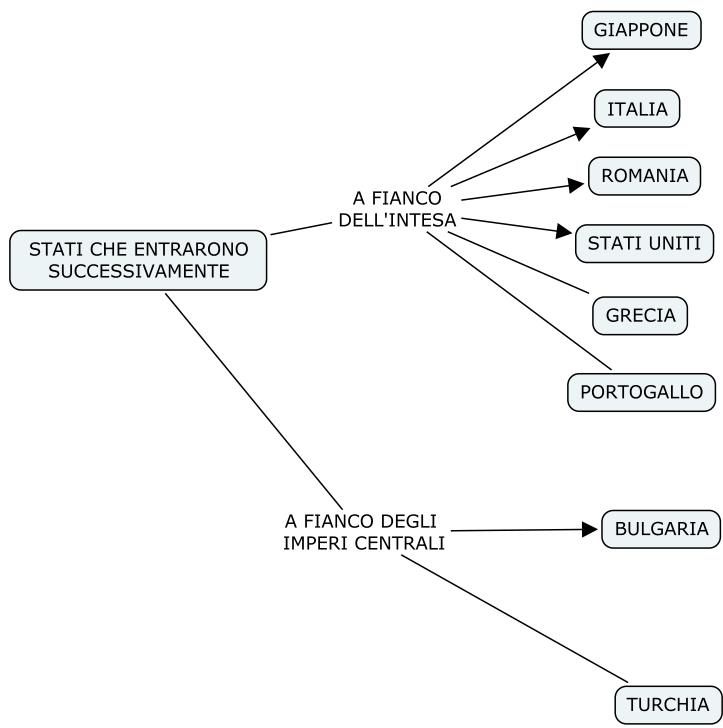 STATI CHE ENTRARONO
SUCCESSIVAMENTE
A FIANCO
DELL'INTESA
GIAPPONE
ITALIA
ROMANIA
STATI UNITI
GRECIA
PORTOGALLO
A FIANCO DEGLI
IMPERI CENTRALI
BULGARIA
TURCHIA